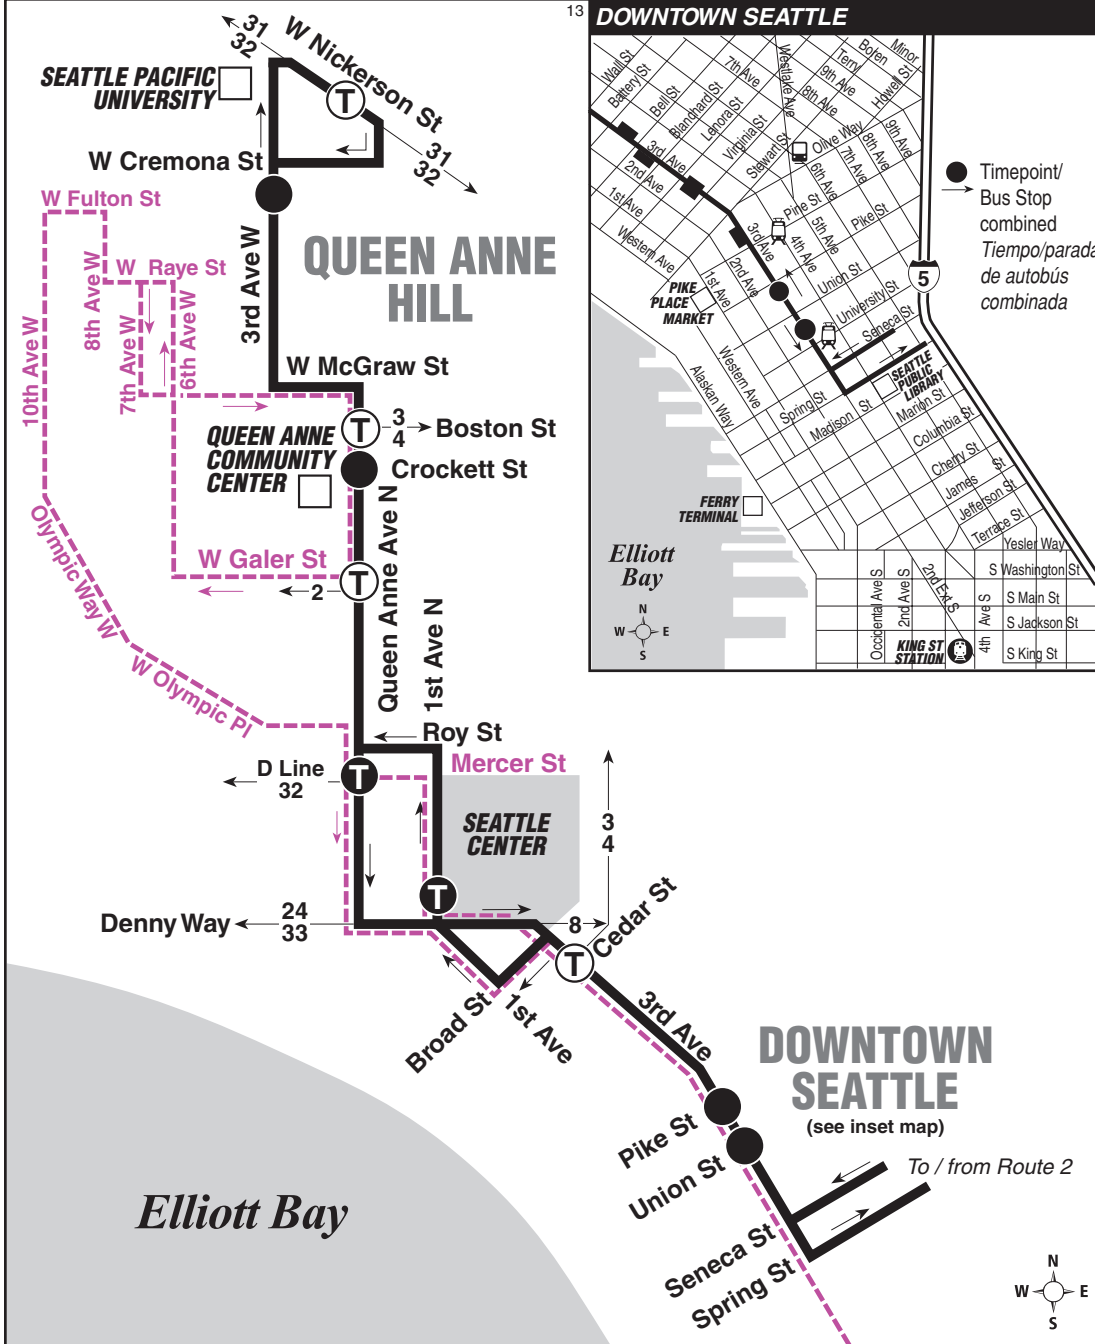 31
32
W Nickerson St
SEATTLE PACIFIC
UNIVERSITY
T
W Cremona St
31
32
W Fulton St
QUEEN ANNE
HILL
W Raye St
8th Ave W
3rd Ave W
10th Ave W
7th Ave W
6th Ave W
W McGraw St
T
3
4
Boston St
QUEEN ANNE
COMMUNITY
CENTER
Crockett St
Olympic Way W
W Galer St
T
2
Queen Anne Ave N
1st Ave N
W Olympic Pl
Roy St
Mercer St
D Line
32
T
SEATTLE
CENTER
3
4
T
Denny Way
24
33
8
Cedar St
T
Broad St
1st Ave
3rd Ave
DOWNTOWN
SEATTLE
(see inset map)
Pike St
Union St
To / from Route 2
Seneca St
Spring St
Elliott Bay
N
W
E
S
13
DOWNTOWN SEATTLE
Wall St
Battery St
Bell St
Blanchard St
Lenora St
Virginia St
Stewart St
7th Ave
Westlake Ave
Terry
Boren
Minor
9th Ave
8th Ave
Howell St
Olive Way
9th Ave
8th Ave
7th Ave
6th Ave
3rd Ave
2nd Ave
1st Ave
Western Ave
Pine St
5th Ave
Pike St
4th Ave
3rd Ave
2nd Ave
1st Ave
Union St
University St
Seneca St
5
PIKE
PLACE
MARKET
SEATTLE
PUBLIC
LIBRARY
Western Ave
Alaskan Way
Spring St
Madison St
Marion St
Columbia St
Cherry St
James St
Jefferson St
Terrace St
Yesler Way
FERRY
TERMINAL
Elliott
Bay
N
W
E
S
Occidental Ave S
2nd Ave S
2nd Ext S
4th Ave S
S Washington St
S Main St
S Jackson St
S King St
KING ST
STATION
Timepoint/
Bus Stop
combined
Tiempo/parada
de autobús
combinada